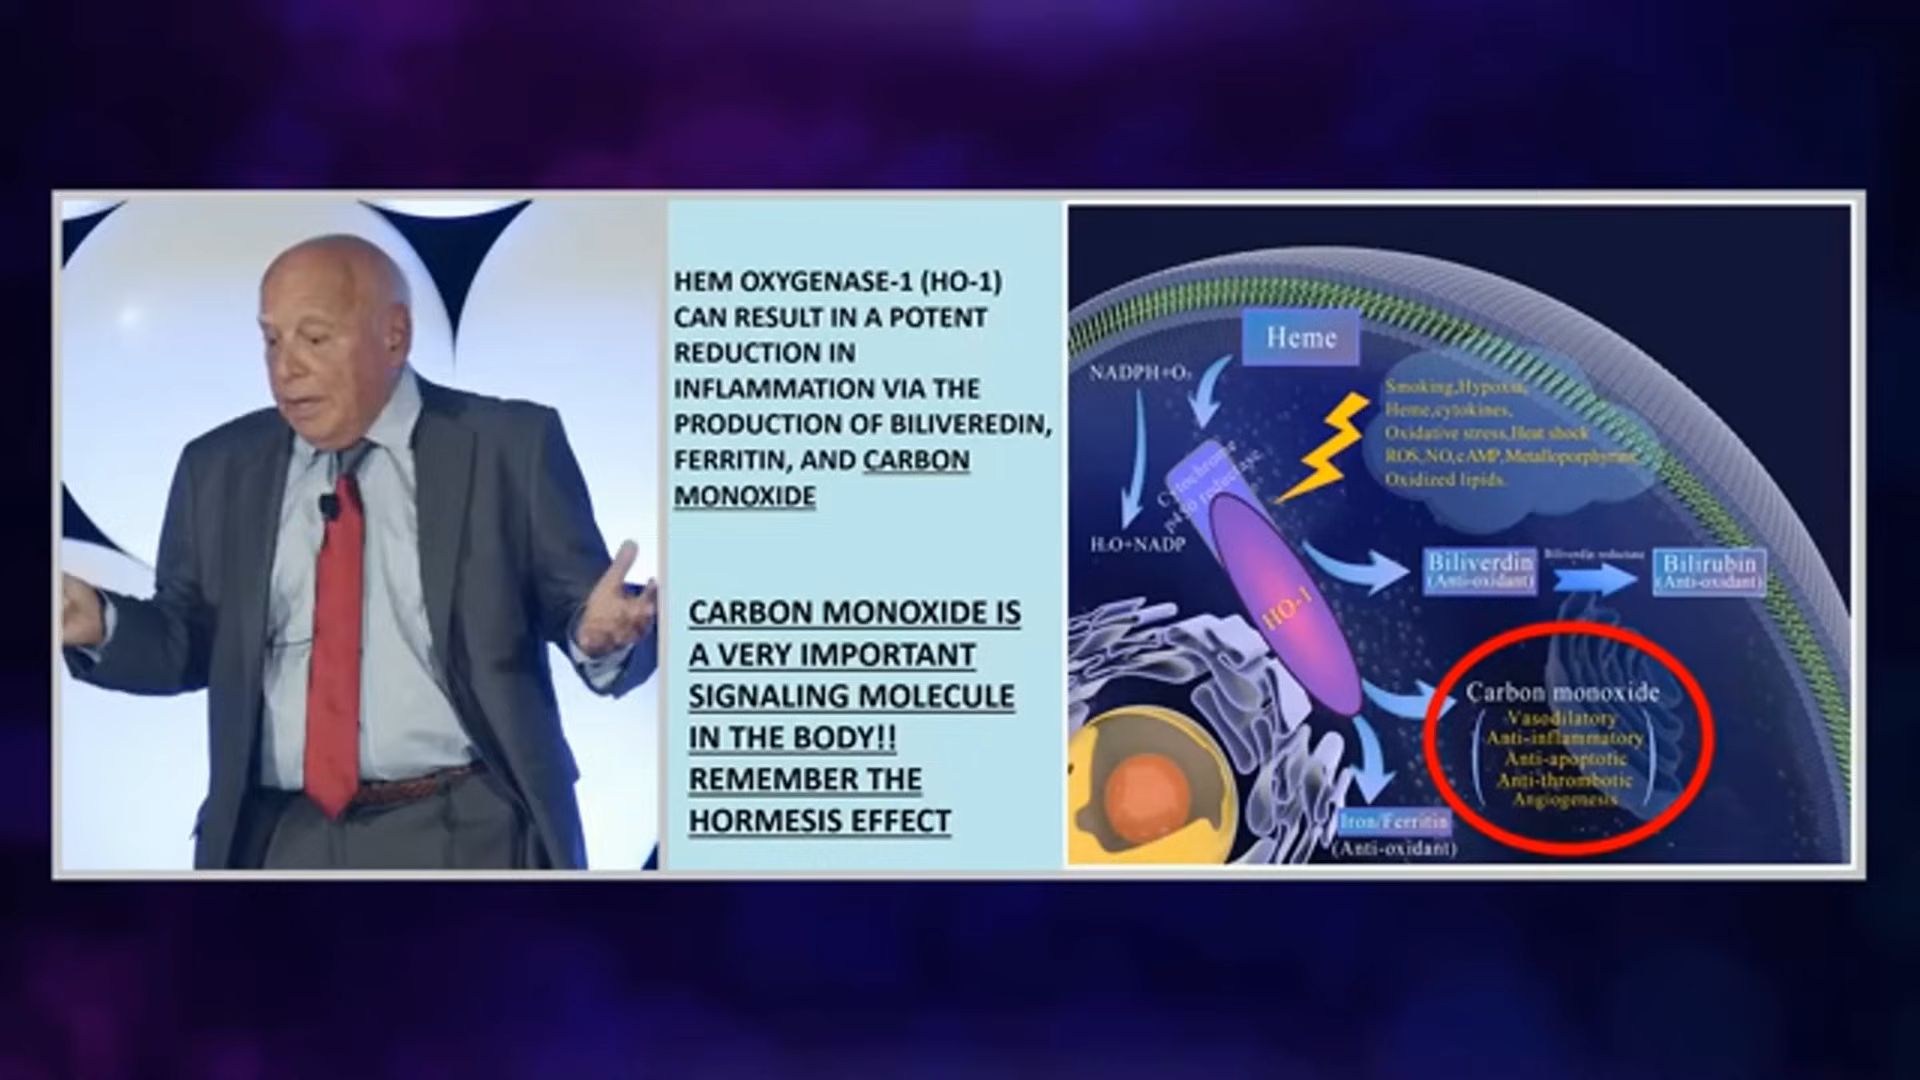 HEM OXYGENASE-1 (HO-1)
CAN RESULT IN A POTENT
REDUCTION IN
INFLAMMATION VIA THE
PRODUCTION OF BILIVEREDIN,
FERRITIN, AND CARBON
MONOXIDE
CARBON MONOXIDE IS
A VERY IMPORTANT
SIGNALING MOLECULE
IN THE BODY!!
REMEMBER THE
HORMESIS EFFECT
Heme
NADPH+O₂
Smoking,Hypoxia,
Heme,cytokines,
Oxidative stress,Heat shock
ROS,NO,cAMP,Metalloporphyrins,
Oxidized lipids.
Cytochrome
p450 reductase
H₂O+NADP
HO-1
Biliverdin
(Anti-oxidant)
Biliverdin reductase
Bilirubin
(Anti-oxidant)
Carbon monoxide
Vasodilatory
Anti-inflammatory
Anti-apoptotic
Anti-thrombotic
Angiogenesis
Iron/Ferritin
(Anti-oxidant)